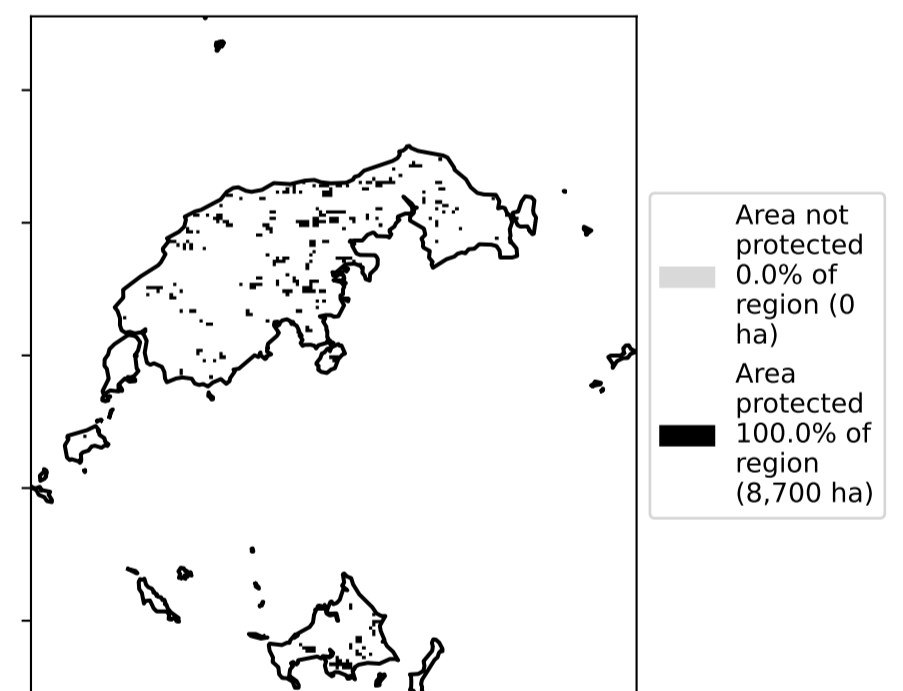 Area not
protected
0.0% of
region (0
ha)
Area
protected
100.0% of
region
(8,700 ha)